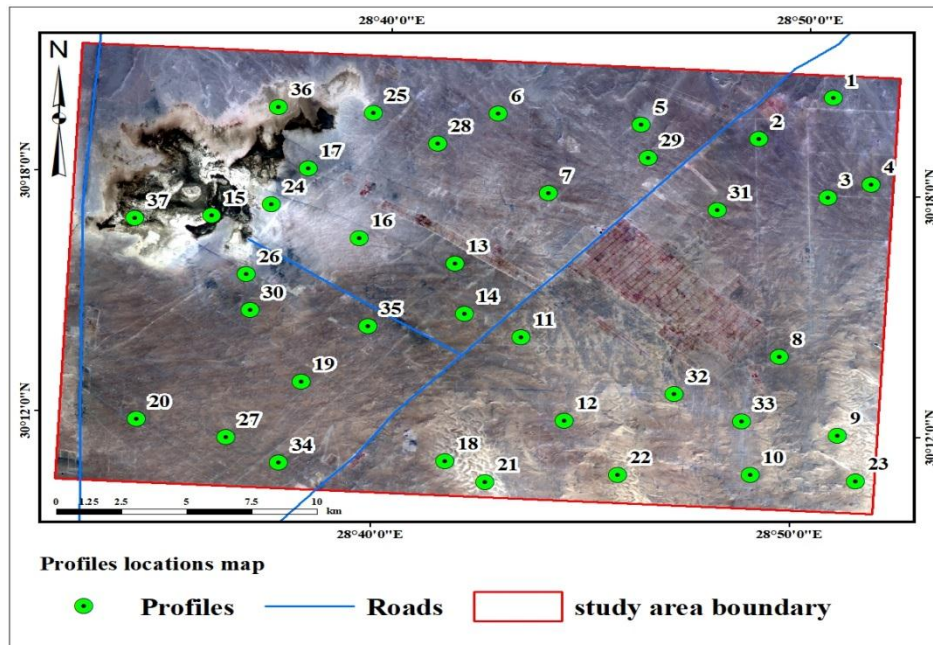 28°40'0"E 28°50'0"E
N
36 25 6 5 1
28 29 2
17 7 31 3 4
30°18'0"N 30°18'0"N
37 15 24 16
26 13
30 35 14 11 8
19 32
20 27 12 33 9
30°12'0"N 30°12'0"N
34 18 21 22 10 23
0 1.25 2.5 5 7.5 10
km
28°40'0"E 28°50'0"E
Profiles locations map
Profiles Roads study area boundary